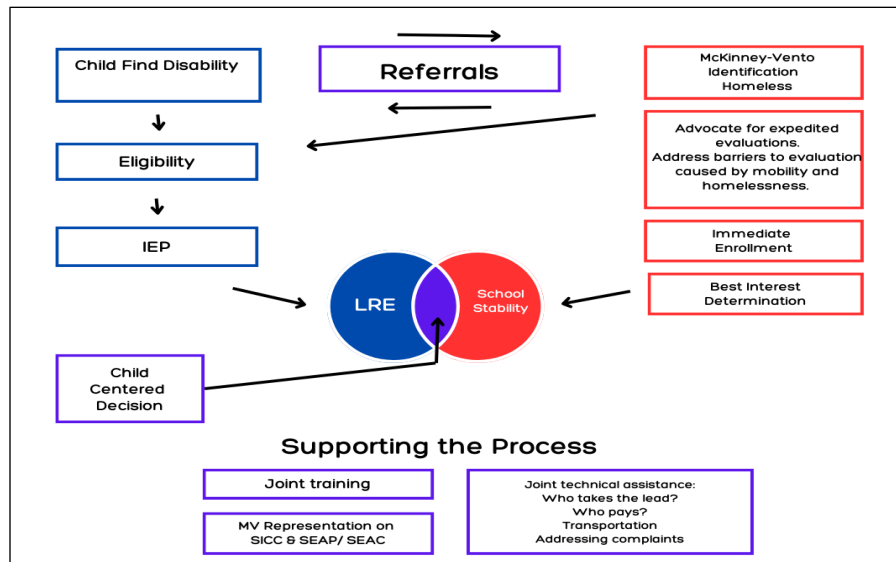 Child Find Disability
Referrals
McKinney-Vento
Identification
Homeless
Advocate for expedited
evaluations.
Address barriers to evaluation
caused by mobility and
homelessness.
Eligibility
IEP
Immediate
Enrollment
Best Interest
Determination
LRE
School
Stability
Child
Centered
Decision
Supporting the Process
Joint training
MV Representation on
SICC & SEAP/ SEAC
Joint technical assistance:
Who takes the lead?
Who pays?
Transportation
Addressing complaints